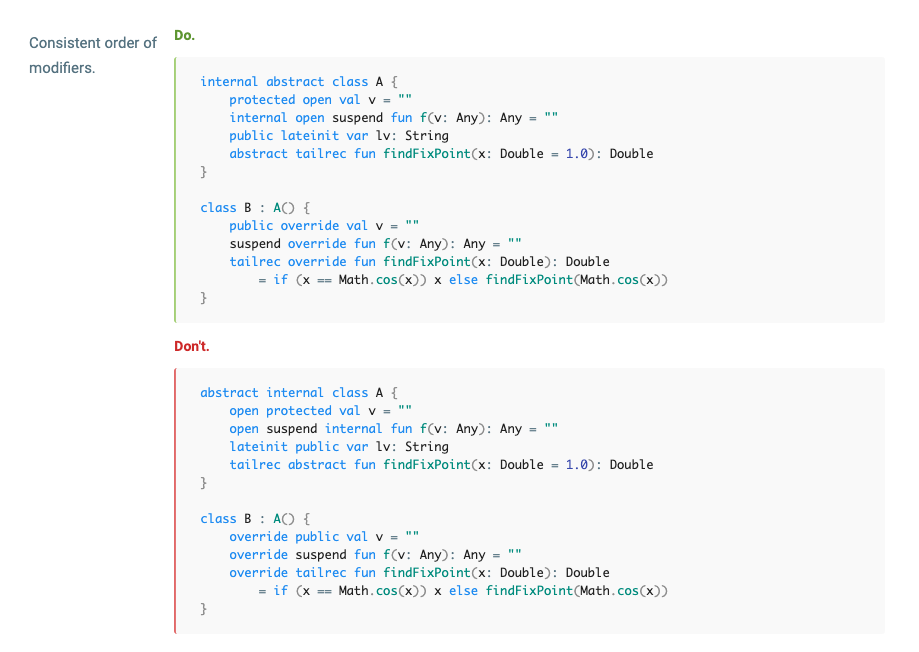 Consistent order of
modifiers.
Do.
internal abstract class A {
    protected open val v = ""
    internal open suspend fun f(v: Any): Any = ""
    public lateinit var lv: String
    abstract tailrec fun findFixPoint(x: Double = 1.0): Double
}

class B : A() {
    public override val v = ""
    suspend override fun f(v: Any): Any = ""
    tailrec override fun findFixPoint(x: Double): Double
        = if (x == Math.cos(x)) x else findFixPoint(Math.cos(x))
}
Don't.
abstract internal class A {
    open protected val v = ""
    open suspend internal fun f(v: Any): Any = ""
    lateinit public var lv: String
    tailrec abstract fun findFixPoint(x: Double = 1.0): Double
}

class B : A() {
    override public val v = ""
    override suspend fun f(v: Any): Any = ""
    override tailrec fun findFixPoint(x: Double): Double
        = if (x == Math.cos(x)) x else findFixPoint(Math.cos(x))
}